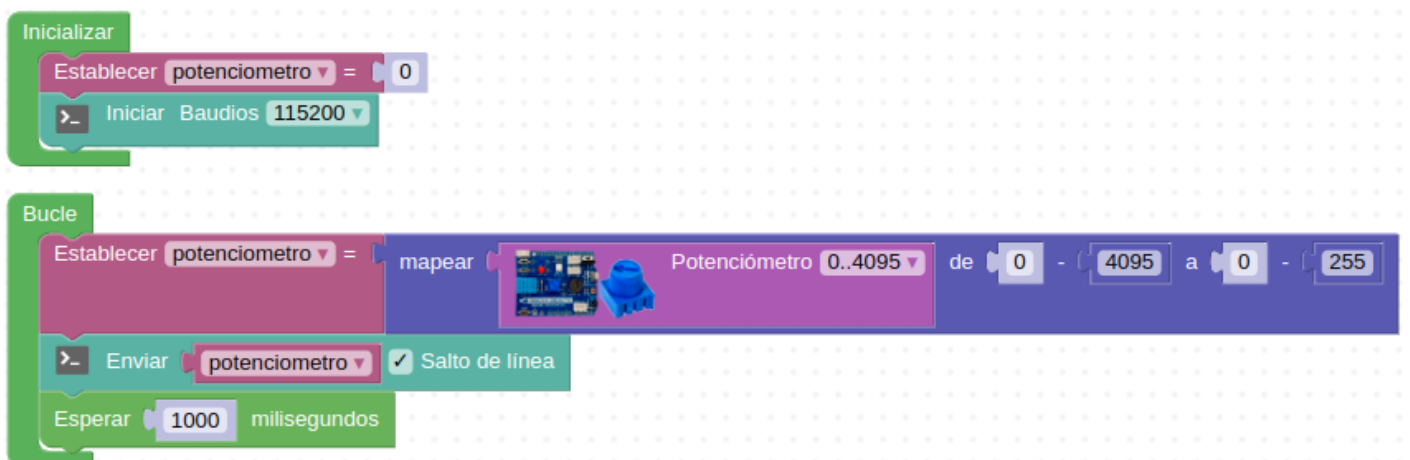 Inicializar
Establecer potenciometro = 0
>_ Iniciar Baudios 115200
Bucle
Establecer potenciometro = mapear Potenciómetro 0..4095 de 0 - 4095 a 0 - 255
>_ Enviar potenciometro ✓ Salto de línea
Esperar 1000 milisegundos